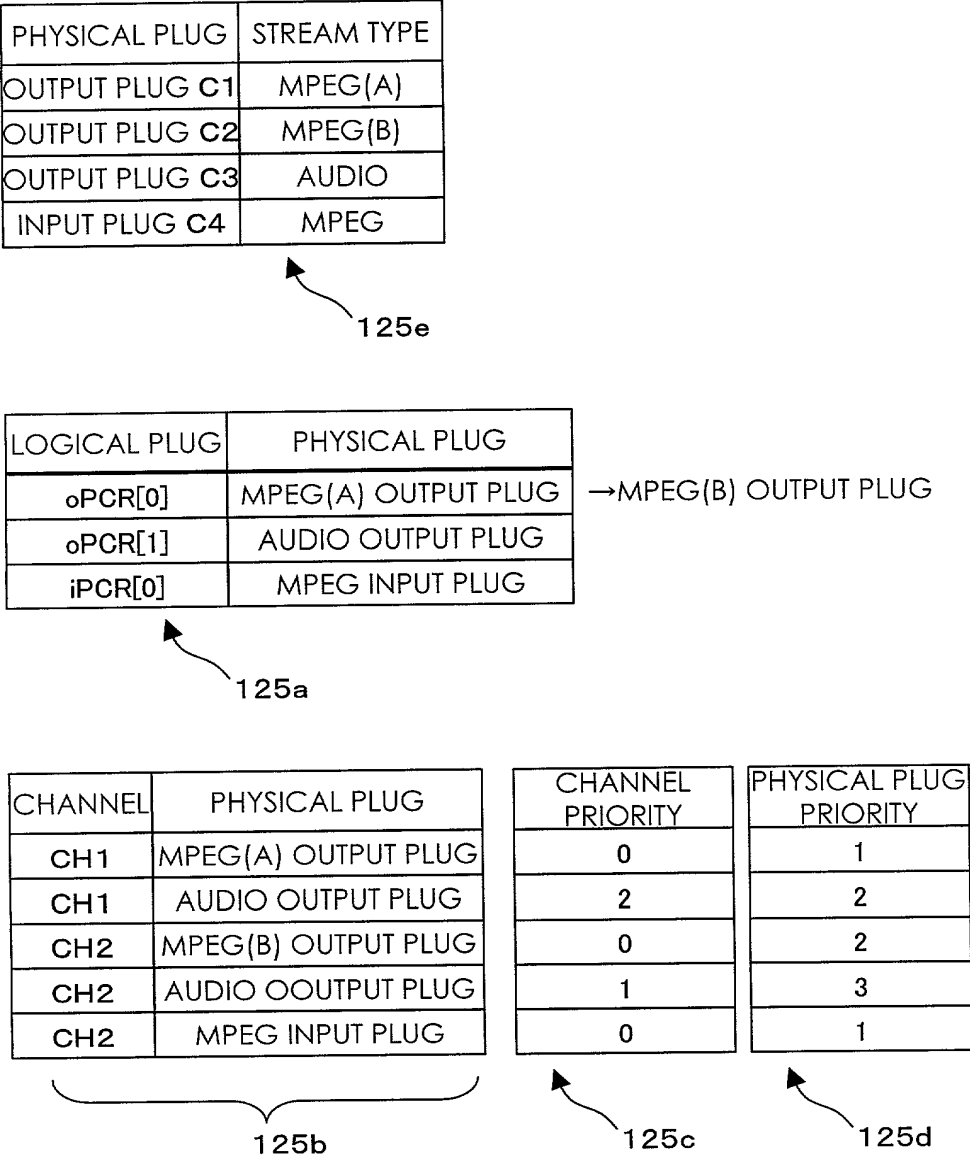 PHYSICAL PLUG STREAM TYPE
OUTPUT PLUG C1 MPEG(A)
OUTPUT PLUG C2 MPEG(B)
OUTPUT PLUG C3 AUDIO
INPUT PLUG C4 MPEG
125e
LOGICAL PLUG PHYSICAL PLUG
oPCR[0] MPEG(A) OUTPUT PLUG →MPEG(B) OUTPUT PLUG
oPCR[1] AUDIO OUTPUT PLUG
iPCR[0] MPEG INPUT PLUG
125a
CHANNEL PHYSICAL PLUG CHANNEL PRIORITY PHYSICAL PLUG PRIORITY
CH1 MPEG(A) OUTPUT PLUG 0 1
CH1 AUDIO OUTPUT PLUG 2 2
CH2 MPEG(B) OUTPUT PLUG 0 2
CH2 AUDIO OOUTPUT PLUG 1 3
CH2 MPEG INPUT PLUG 0 1
125b 125c 125d